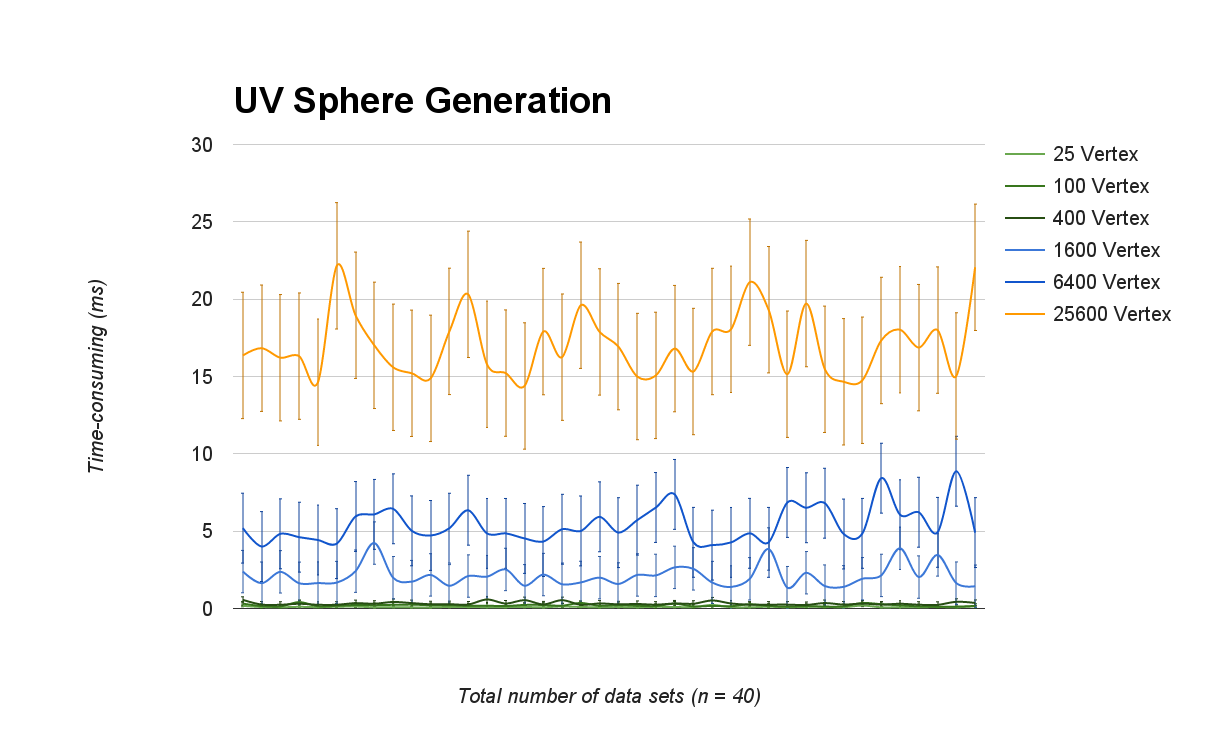 UV Sphere Generation
30
25
20
15
10
5
0
Time-consuming (ms)
Total number of data sets (n = 40)
25 Vertex
100 Vertex
400 Vertex
1600 Vertex
6400 Vertex
25600 Vertex